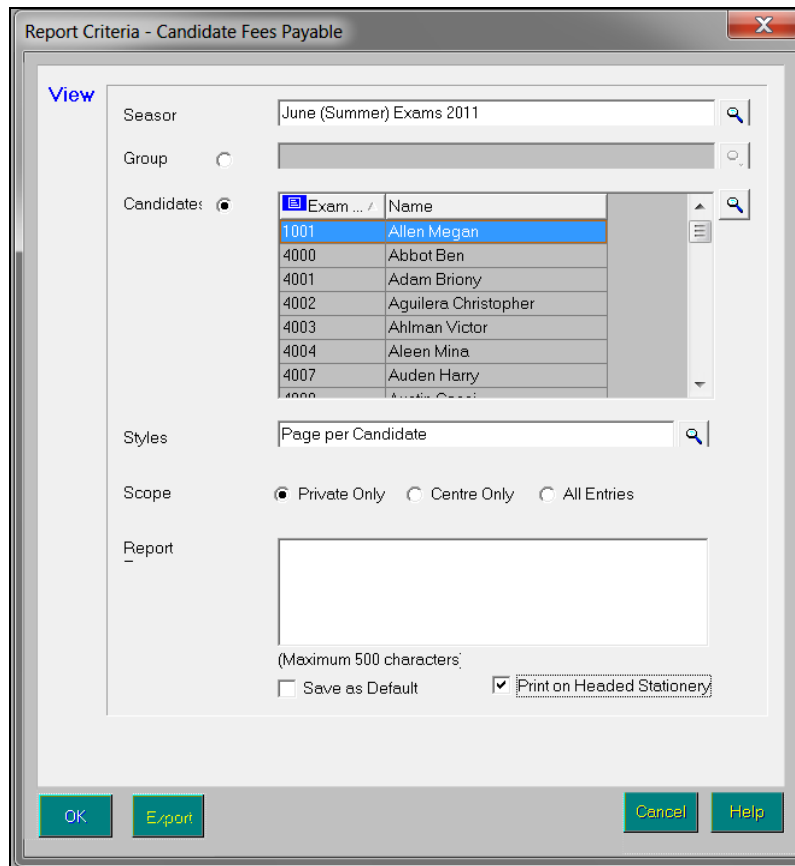 Report Criteria - Candidate Fees Payable
View
Seasor
June (Summer) Exams 2011
Group
Candidates
Exam ... / Name
1001 Allen Megan
4000 Abbot Ben
4001 Adam Briony
4002 Aguilera Christopher
4003 Ahlman Victor
4004 Aleen Mina
4007 Auden Harry
Styles
Page per Candidate
Scope
Private Only Centre Only All Entries
Report
(Maximum 500 characters)
Save as Default Print on Headed Stationery
OK Export Cancel Help